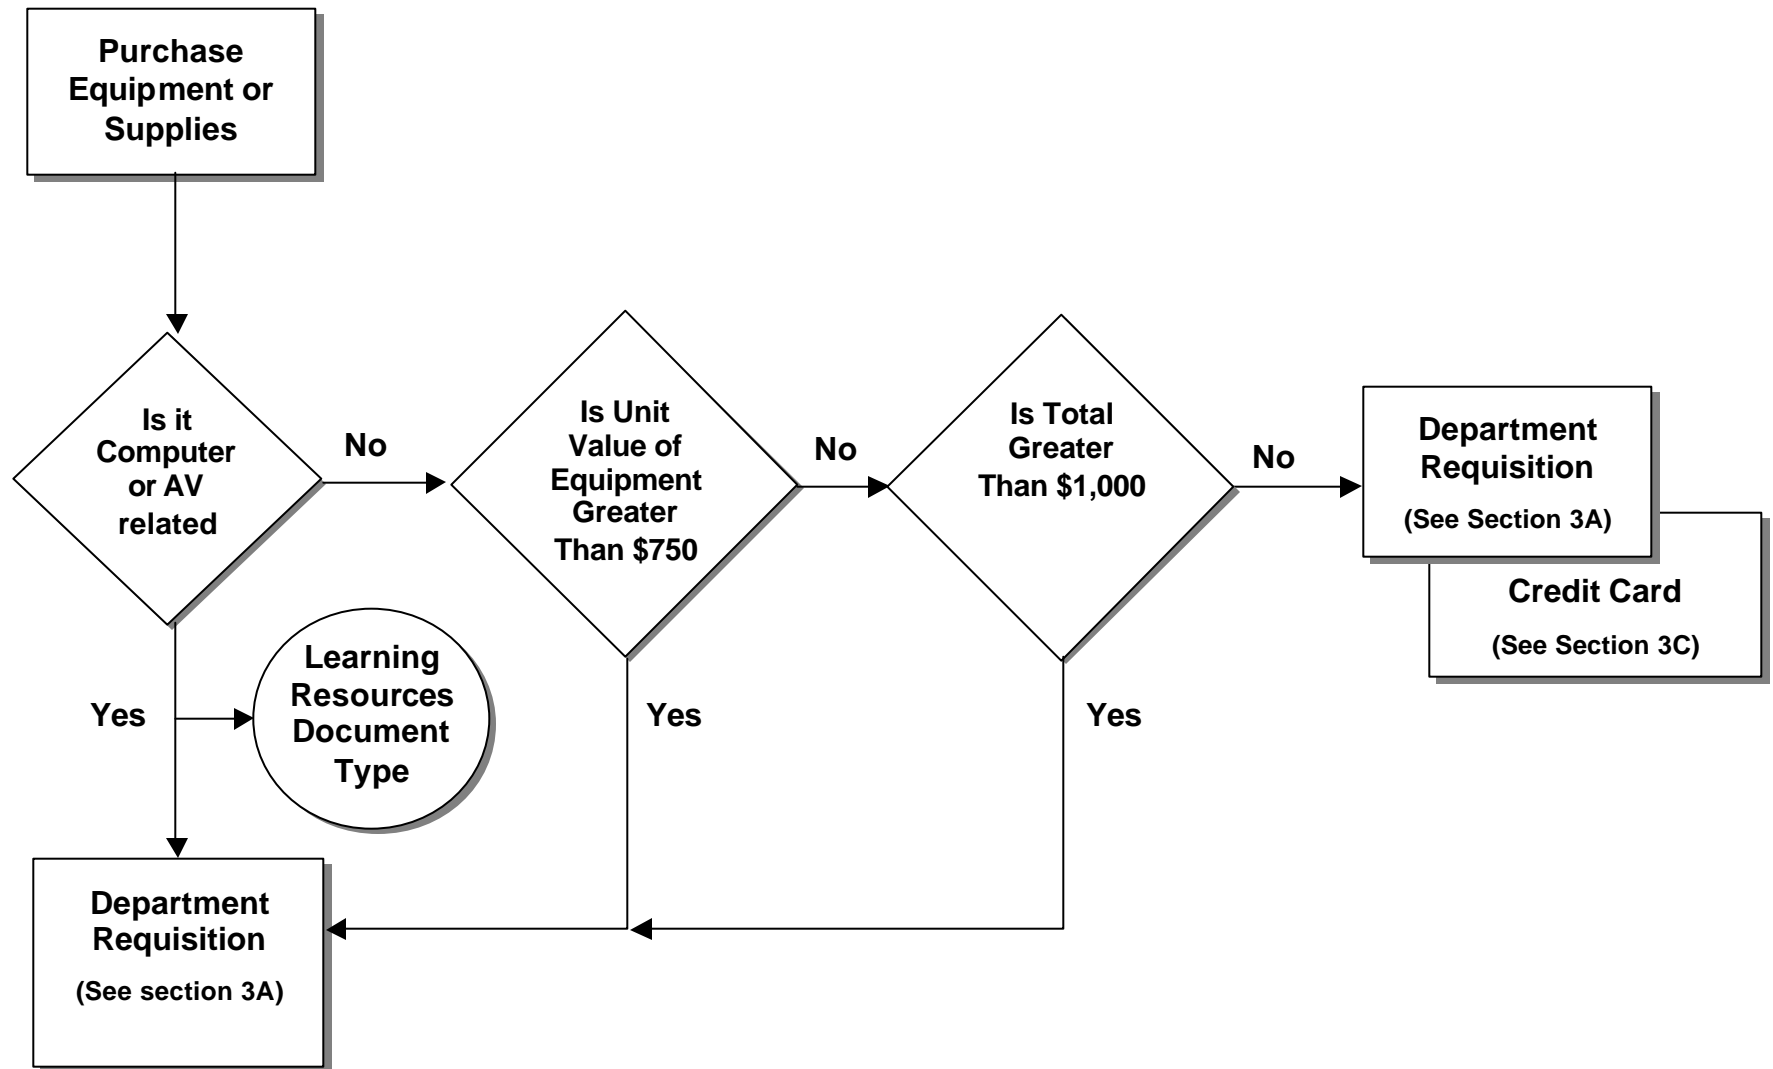 Purchase
Equipment or
Supplies
Is it
Computer
or AV
related
No
Is Unit
Value of
Equipment
Greater
Than $750
No
Is Total
Greater
Than $1,000
No
Department
Requisition
(See Section 3A)
Credit Card
(See Section 3C)
Yes
Learning
Resources
Document
Type
Yes
Yes
Department
Requisition
(See section 3A)